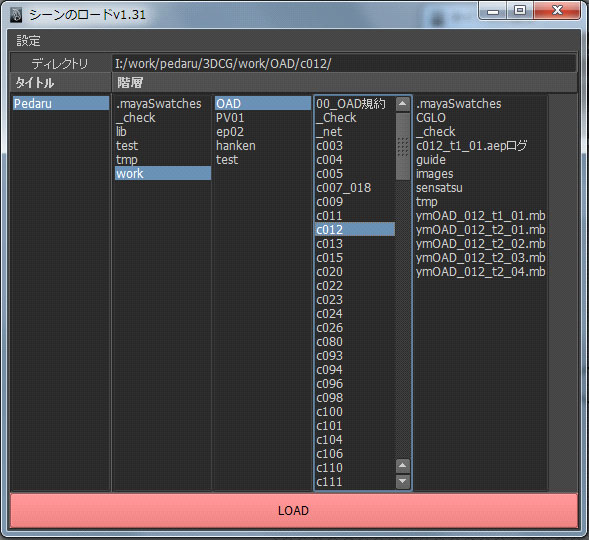 シーンのロードv1.31
設定
ディレクトリ I:/work/pedaru/3DCG/work/OAD/c012/
タイトル 階層
Pedaru
.mayaSwatches
_check
lib
test
tmp
work
OAD
PV01
ep02
hanken
test
00_OAD規約
_Check
_net
c003
c004
c005
c007_018
c009
c011
c012
c013
c015
c020
c022
c023
c024
c026
c080
c093
c094
c096
c098
c100
c101
c104
c106
c110
c111
.mayaSwatches
CGLO
_check
c012_t1_01.aepログ
guide
images
sensatsu
tmp
ymOAD_012_t1_01.mb
ymOAD_012_t2_01.mb
ymOAD_012_t2_02.mb
ymOAD_012_t2_03.mb
ymOAD_012_t2_04.mb
LOAD